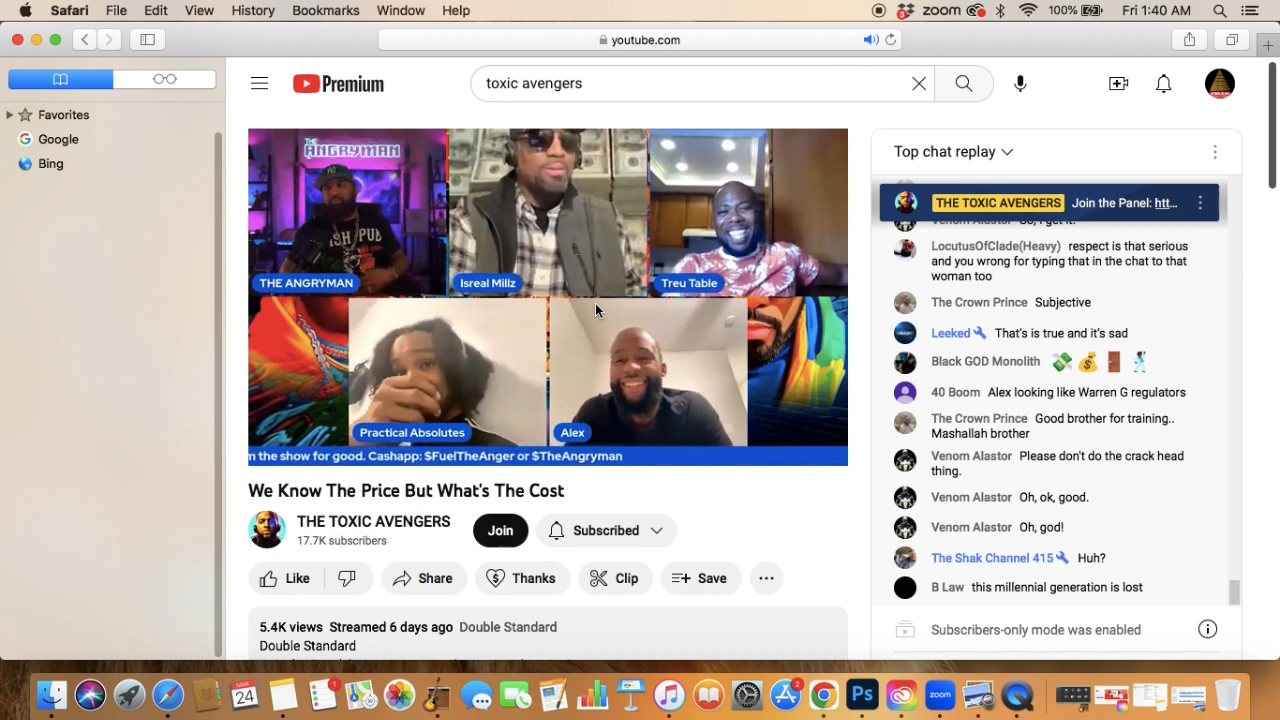 Safari File Edit View History Bookmarks Window Help
3 zoom 100% Fri 1:40 AM
youtube.com
Favorites
Google
Bing
Premium
toxic avengers
THE ANGRYMAN
THE ANGRYMAN
Isreal Millz
Treu Table
Practical Absolutes
Alex
m the show for good. Cashapp: $FuelTheAnger or $TheAngryman
We Know The Price But What's The Cost
THE TOXIC AVENGERS
17.7K subscribers
Join
Subscribed
Like
Share
Thanks
Clip
Save
5.4K views Streamed 6 days ago Double Standard
Double Standard
Top chat replay
THE TOXIC AVENGERS Join the Panel: htt...
LocutusOfClade(Heavy) respect is that serious
and you wrong for typing that in the chat to that
woman too
The Crown Prince Subjective
Leeked That's is true and it's sad
Black GOD Monolith
40 Boom Alex looking like Warren G regulators
The Crown Prince Good brother for training..
Mashallah brother
Venom Alastor Please don't do the crack head
thing.
Venom Alastor Oh, ok, good.
Venom Alastor Oh, god!
The Shak Channel 415 Huh?
B Law this millennial generation is lost
Subscribers-only mode was enabled
MAR
24
1
2
Ps
zoom